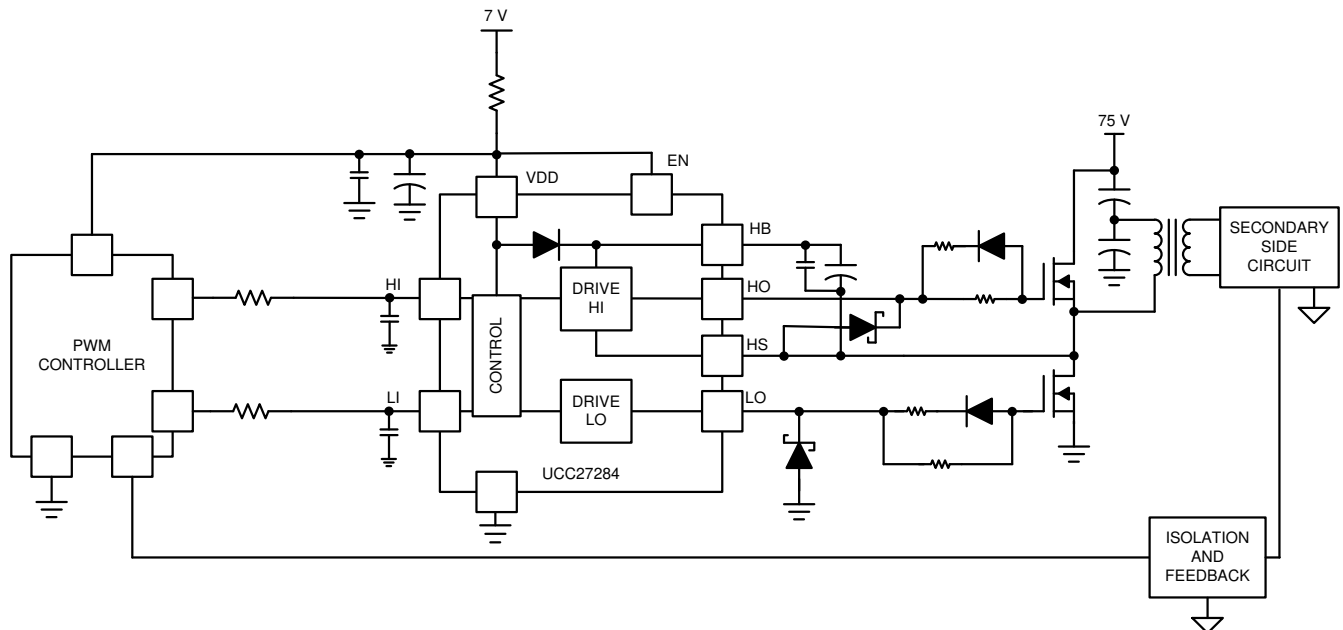 7 V
75 V
EN
VDD
HB
SECONDARY
SIDE
CIRCUIT
HI
DRIVE
HI
HO
PWM
CONTROLLER
CONTROL
HS
LI
DRIVE
LO
LO
UCC27284
ISOLATION
AND
FEEDBACK